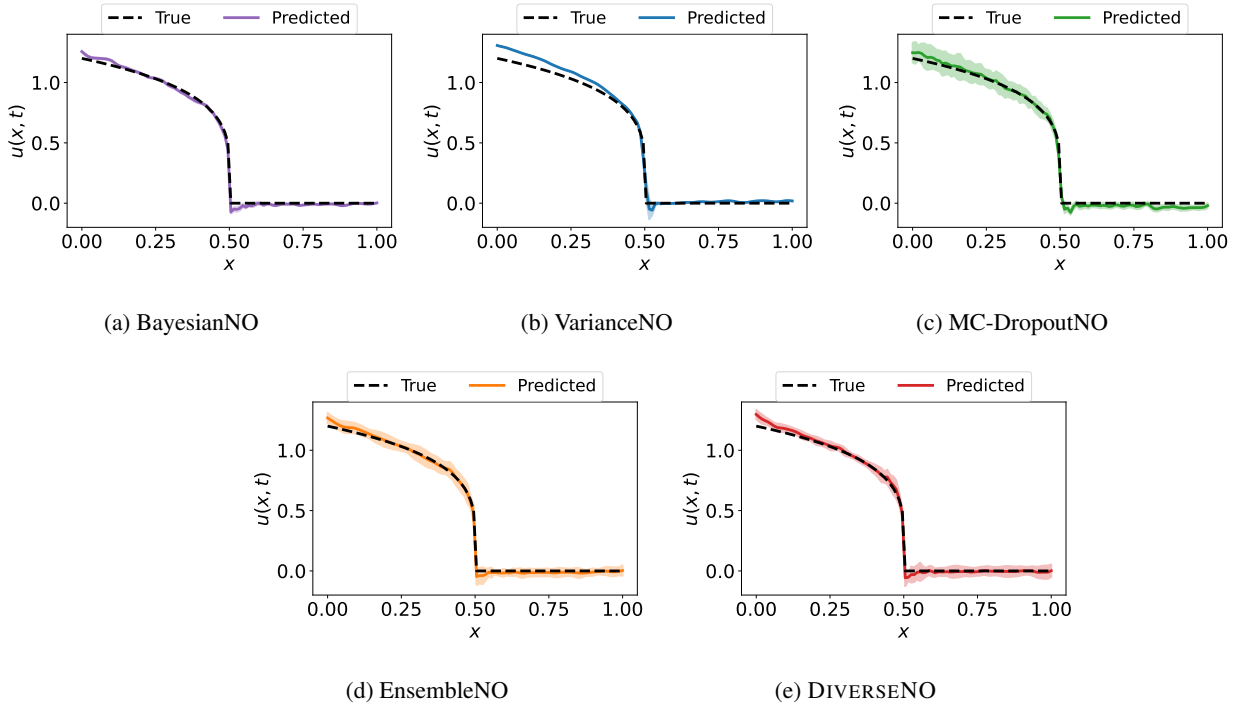 True Predicted
True Predicted
True Predicted
u(x, t)
1.0
0.5
0.0
0.00 0.25 0.50 0.75 1.00
x
u(x, t)
1.0
0.5
0.0
0.00 0.25 0.50 0.75 1.00
x
u(x, t)
1.0
0.5
0.0
0.00 0.25 0.50 0.75 1.00
x
(a) BayesianNO
(b) VarianceNO
(c) MC-DropoutNO
True Predicted
True Predicted
u(x, t)
1.0
0.5
0.0
0.00 0.25 0.50 0.75 1.00
x
u(x, t)
1.0
0.5
0.0
0.00 0.25 0.50 0.75 1.00
x
(d) EnsembleNO
(e) DIVERSENO